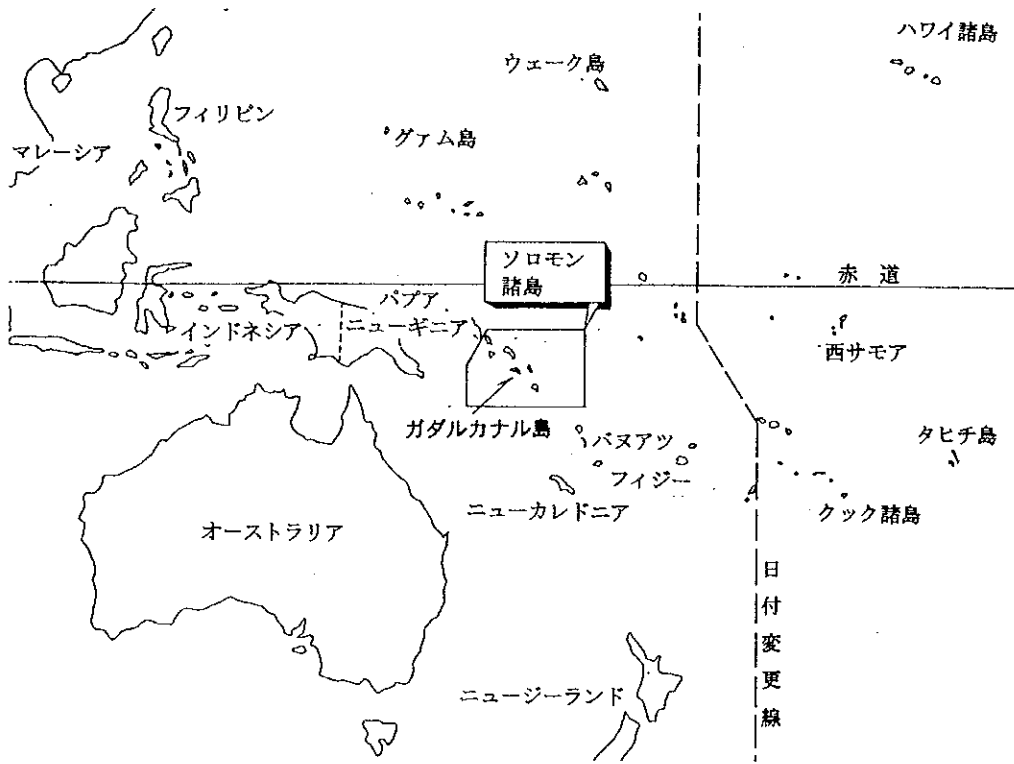 ハワイ諸島
ウェーク島
フィリピン
グァム島
マレーシア
ソロモン
諸島
赤道
パプア
ニューギニア
インドネシア
西サモア
ガダルカナル島
バヌアツ
タヒチ島
フィジー
ニューカレドニア
クック諸島
オーストラリア
日付変更線
ニュージーランド